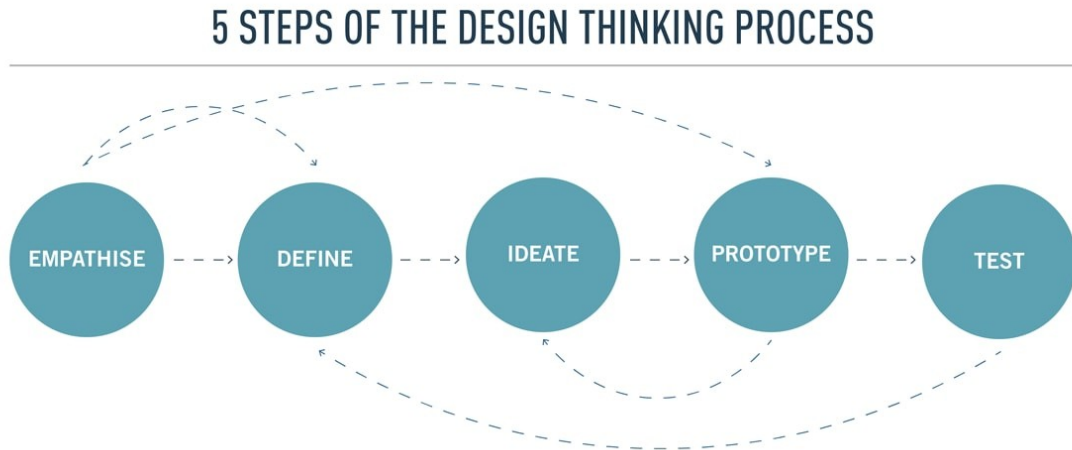 5 STEPS OF THE DESIGN THINKING PROCESS
EMPATHISE
DEFINE
IDEATE
PROTOTYPE
TEST